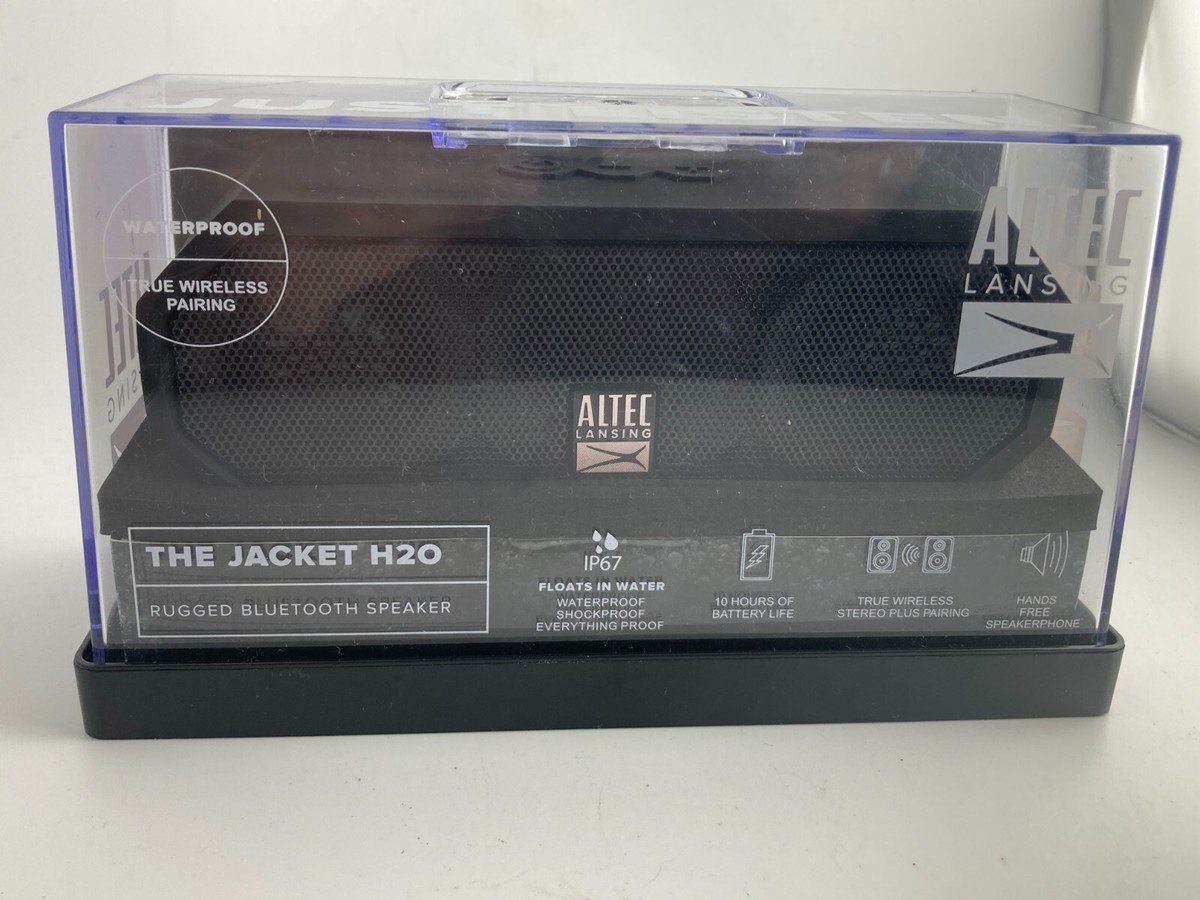 WATERPROOF
TRUE WIRELESS
PAIRING
ALTEC
LANSING
ALTEC
LANSING
THE JACKET H2O
RUGGED BLUETOOTH SPEAKER
IP67
FLOATS IN WATER
WATERPROOF
SHOCKPROOF
EVERYTHING PROOF
10 HOURS OF
BATTERY LIFE
TRUE WIRELESS
STEREO PLUS PAIRING
HANDS
FREE
SPEAKERPHONE